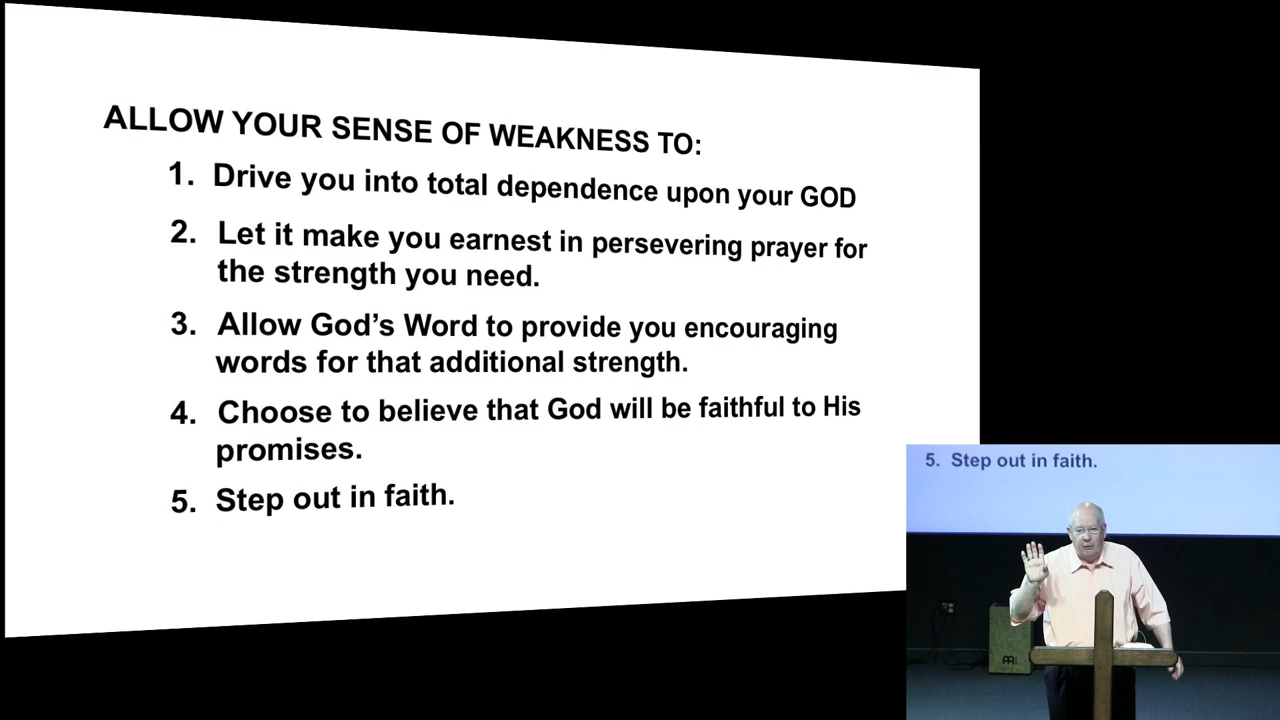 ALLOW YOUR SENSE OF WEAKNESS TO:
1. Drive you into total dependence upon your GOD
2. Let it make you earnest in persevering prayer for
the strength you need.
3. Allow God's Word to provide you encouraging
words for that additional strength.
4. Choose to believe that God will be faithful to His
promises.
5. Step out in faith.
5. Step out in faith.